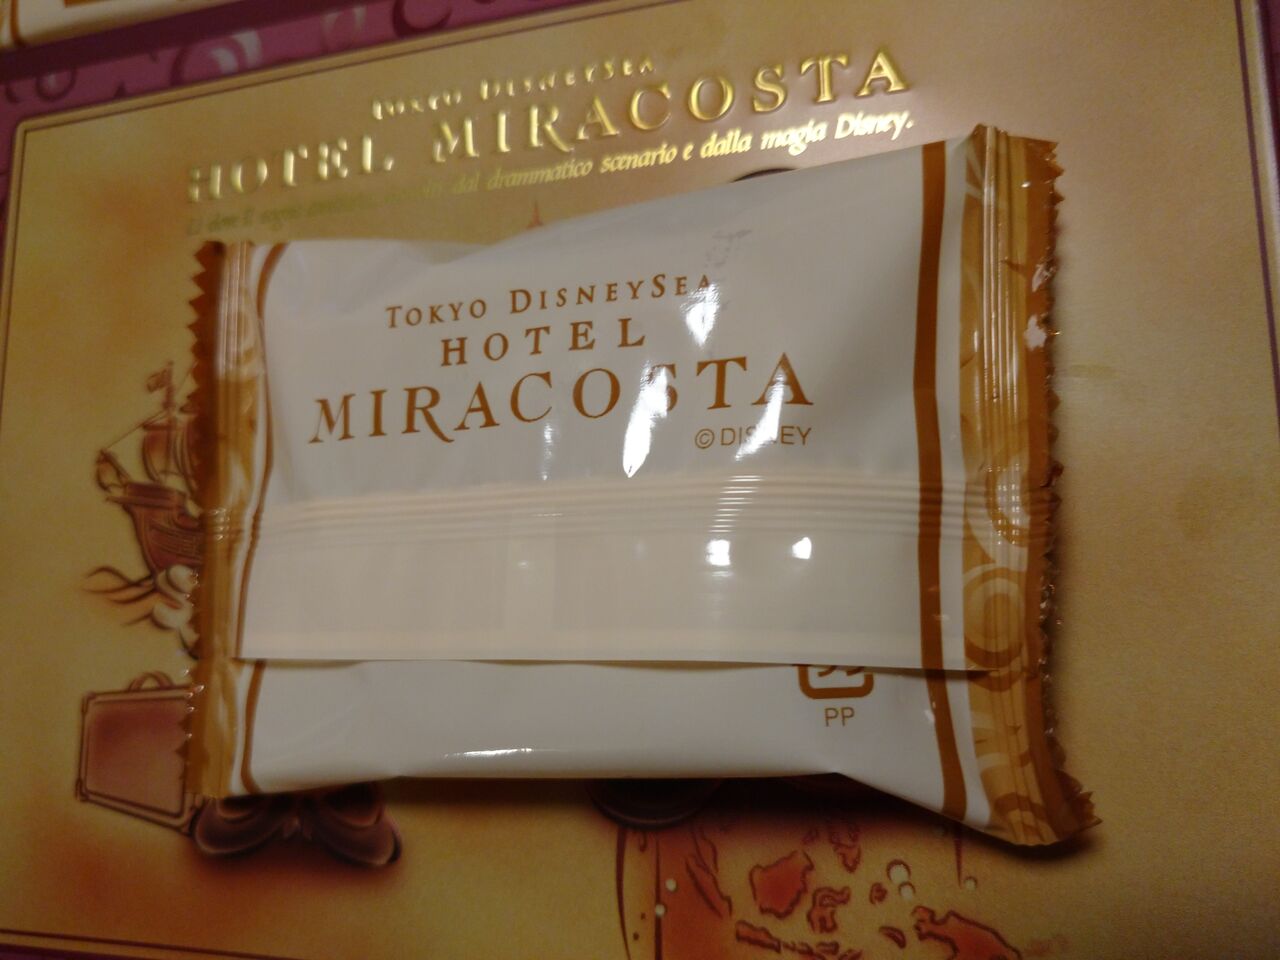 TOKYO DISNEYSEA
HOTEL MIRACOSTA
dal drammatico scenario e dalla magia Disney.
TOKYO DISNEYSEA
HOTEL
MIRACOSTA
© DISNEY
PP